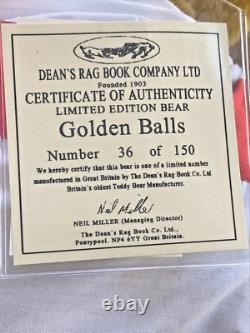 DEAN'S RAG BOOK COMPANY LTD
Founded 1903
CERTIFICATE OF AUTHENTICITY
LIMITED EDITION BEAR
Golden Balls
Number 36 of 150
We hereby certify that this bear is one of a limited number
manufactured in Great Britain by The Dean's Rag Book Co. Ltd
Britain's oldest Teddy Bear Manufacturer.
Neil Miller
NEIL MILLER (Managing Director)
The Dean's Rag Book Co. Ltd.,
Pontypool. NP4 6YY Great Britain.